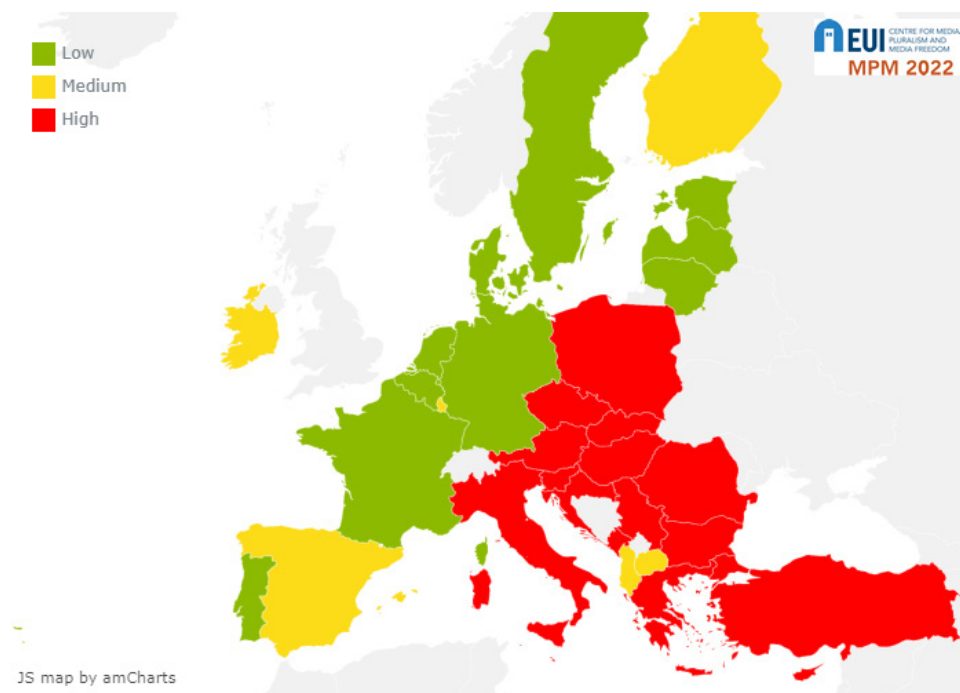 Low
Medium
High
EUI
CENTRE FOR MEDIA
PLURALISM AND
MEDIA FREEDOM
MPM 2022
JS map by amCharts